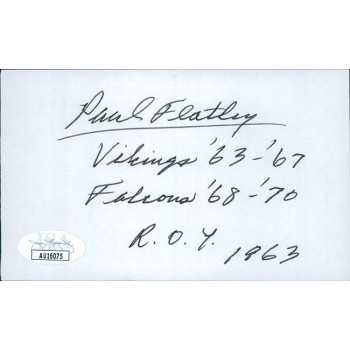 Paul Flatley
Vikings '63-'67
Falcons '68-'70
R.O.Y. 1963
JSA
AU16075